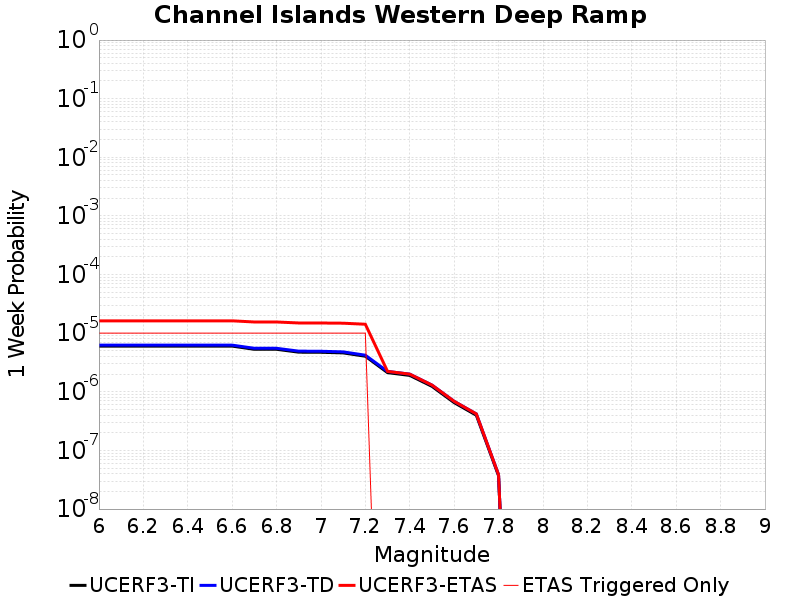 Channel Islands Western Deep Ramp
1 Week Probability
10^0
10^-1
10^-2
10^-3
10^-4
10^-5
10^-6
10^-7
10^-8
6 6.2 6.4 6.6 6.8 7 7.2 7.4 7.6 7.8 8 8.2 8.4 8.6 8.8 9
Magnitude
UCERF3-TI UCERF3-TD UCERF3-ETAS ETAS Triggered Only